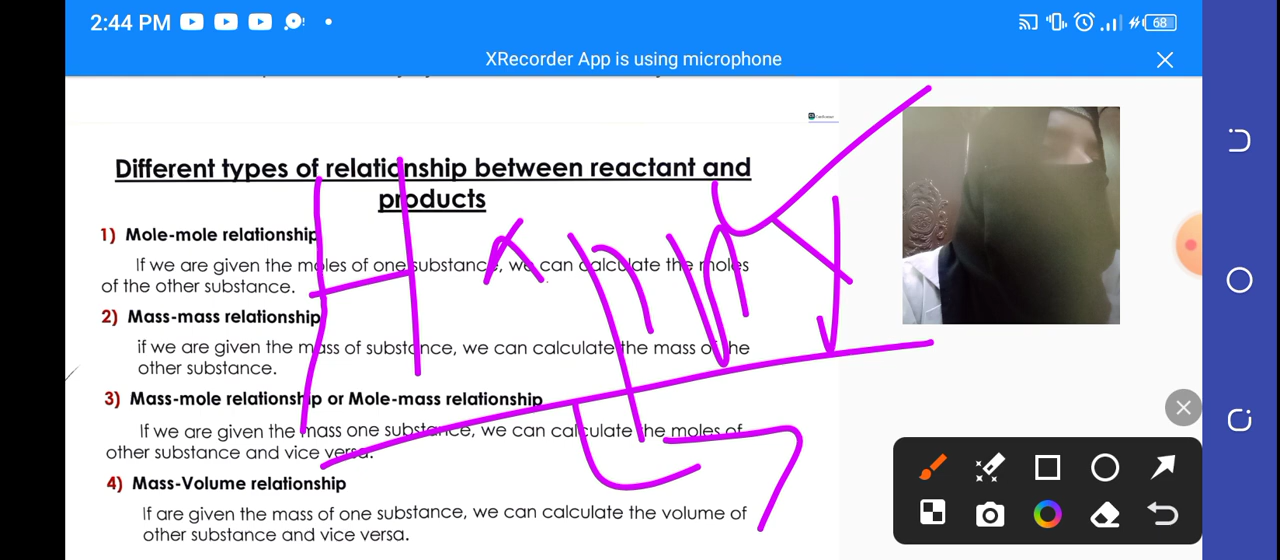 2:44 PM
68
XRecorder App is using microphone
Different types of relationship between reactant and
products
1) Mole-mole relationship
If we are given the moles of one substance, we can calculate the moles
of the other substance.
2) Mass-mass relationship
if we are given the mass of substance, we can calculate the mass of the
other substance.
3) Mass-mole relationship or Mole-mass relationship
If we are given the mass one substance, we can calculate the moles of
other substance and vice versa.
4) Mass-Volume relationship
If are given the mass of one substance, we can calculate the volume of
other substance and vice versa.